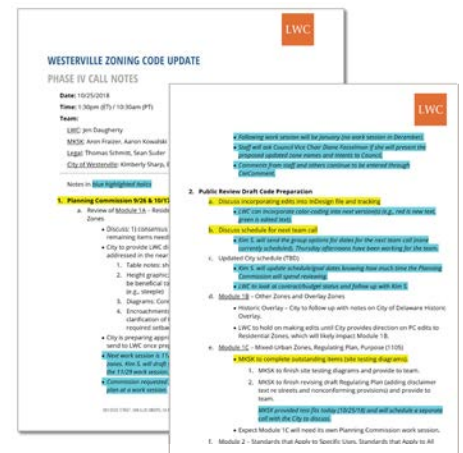 LWC
WESTERVILLE ZONING CODE UPDATE
PHASE IV CALL NOTES
Date: 10/25/2018
Time: 1:30pm (ET) / 10:30am (PT)
Team:
LWC: Jen Daugherty
MKSK: Aron Fraizer, Aaron Kowalski
Legal: Thomas Schmitt, Sean Suder
City of Westerville: Kimberly Sharp,
Notes in blue highlighted italics
1. Planning Commission 9/26 & 10/1
a. Review of Module 1A – Reside
Zones).
• Discuss: 1) consensus
remaining items need
• City to provide LWC di
addressed in the near
1. Table notes: sh
2. Height graphic:
be beneficial to
(e.g., steeple)
3. Diagrams: Con
4. Encroachments
clarification of
required setba
• City is preparing app
send to LWC once pre
• Next work session is 11
zones. Kim S. will draft
the 11/29 work session.
• Commission requested
plan at a work session.
LWC
• Following work session will be January (no work session in December).
• Staff will ask Council Vice Chair Diane Fosselman if she will present the
proposed updated zone names and intents to Council.
• Comments from staff and others continue to be entered through
CiviComment.
2. Public Review Draft Code Preparation
a. Discuss incorporating edits into InDesign file and tracking
• LWC can incorporate color-coding into next version(s) (e.g., red is new text,
green is edited text).
b. Discuss schedule for next team call
• Kim S. will send the group options for dates for the next team call (none
currently scheduled). Thursday afternoons have been working for the team.
c. Updated City schedule (TBD)
• Kim S. will update schedule/goal dates knowing how much time the Planning
Commission will spend reviewing.
• LWC to look at contract/budget status and follow up with Kim S.
d. Module 1B – Other Zones and Overlay Zones
• Historic Overlay – City to follow up with notes on City of Delaware Historic
Overlay.
• LWC to hold on making edits until City provides direction on PC edits to
Residential Zones, which will likely impact Module 1B.
e. Module 1C – Mixed Urban Zones, Regulating Plan, Purpose (1105)
• MKSK to complete outstanding items (site testing diagrams).
1. MKSK to finish site testing diagrams and provide to team.
2. MKSK to finish revising draft Regulating Plan (adding disclaimer
text re streets and nonconforming provisions) and provide to
team.
MKSK provided test fits today (10/25/18) and will schedule a separate
call with the City to discuss.
• Expect Module 1C will need its own Planning Commission work session.
f. Module 2 – Standards that Apply to Specific Uses, Standards that Apply to All